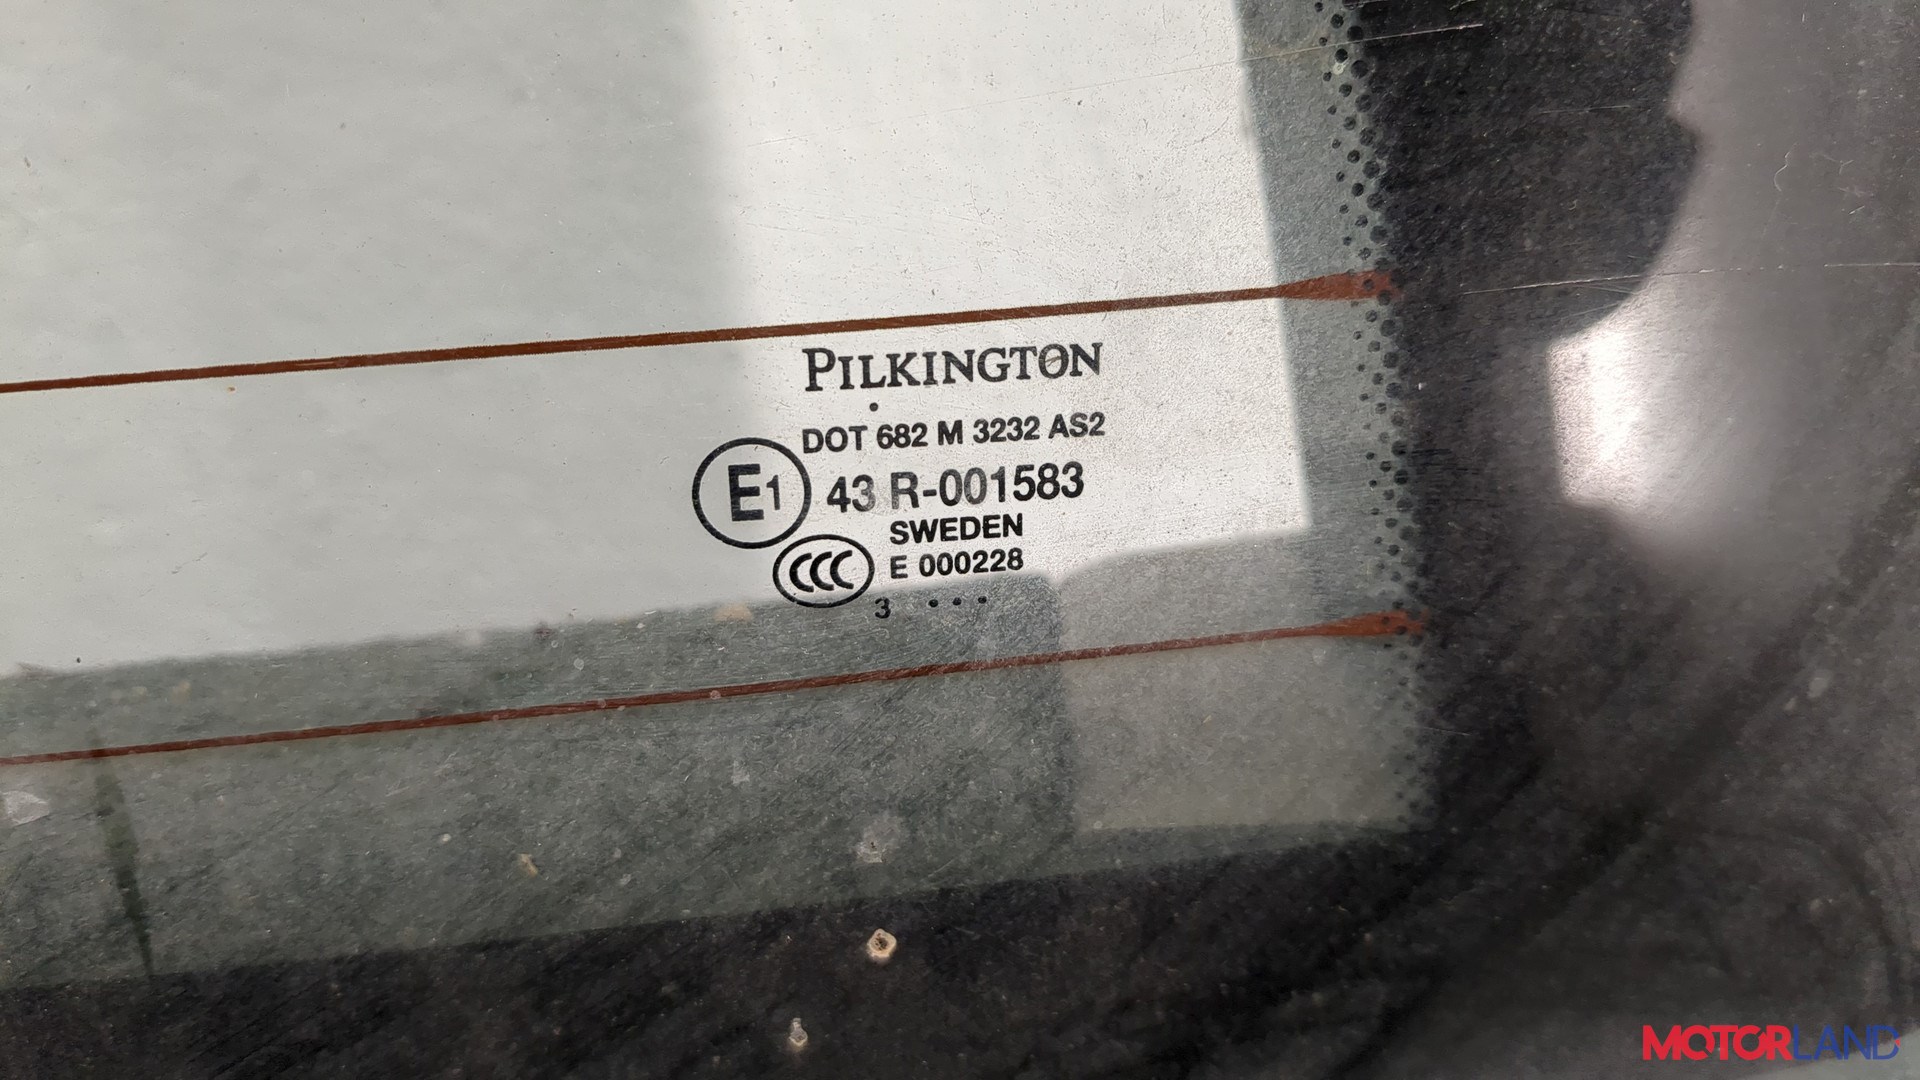 PILKINGTON
DOT 682 M 3232 AS2
E1 43 R-001583
SWEDEN
CCC E 000228
3 ...
MOTORLAND